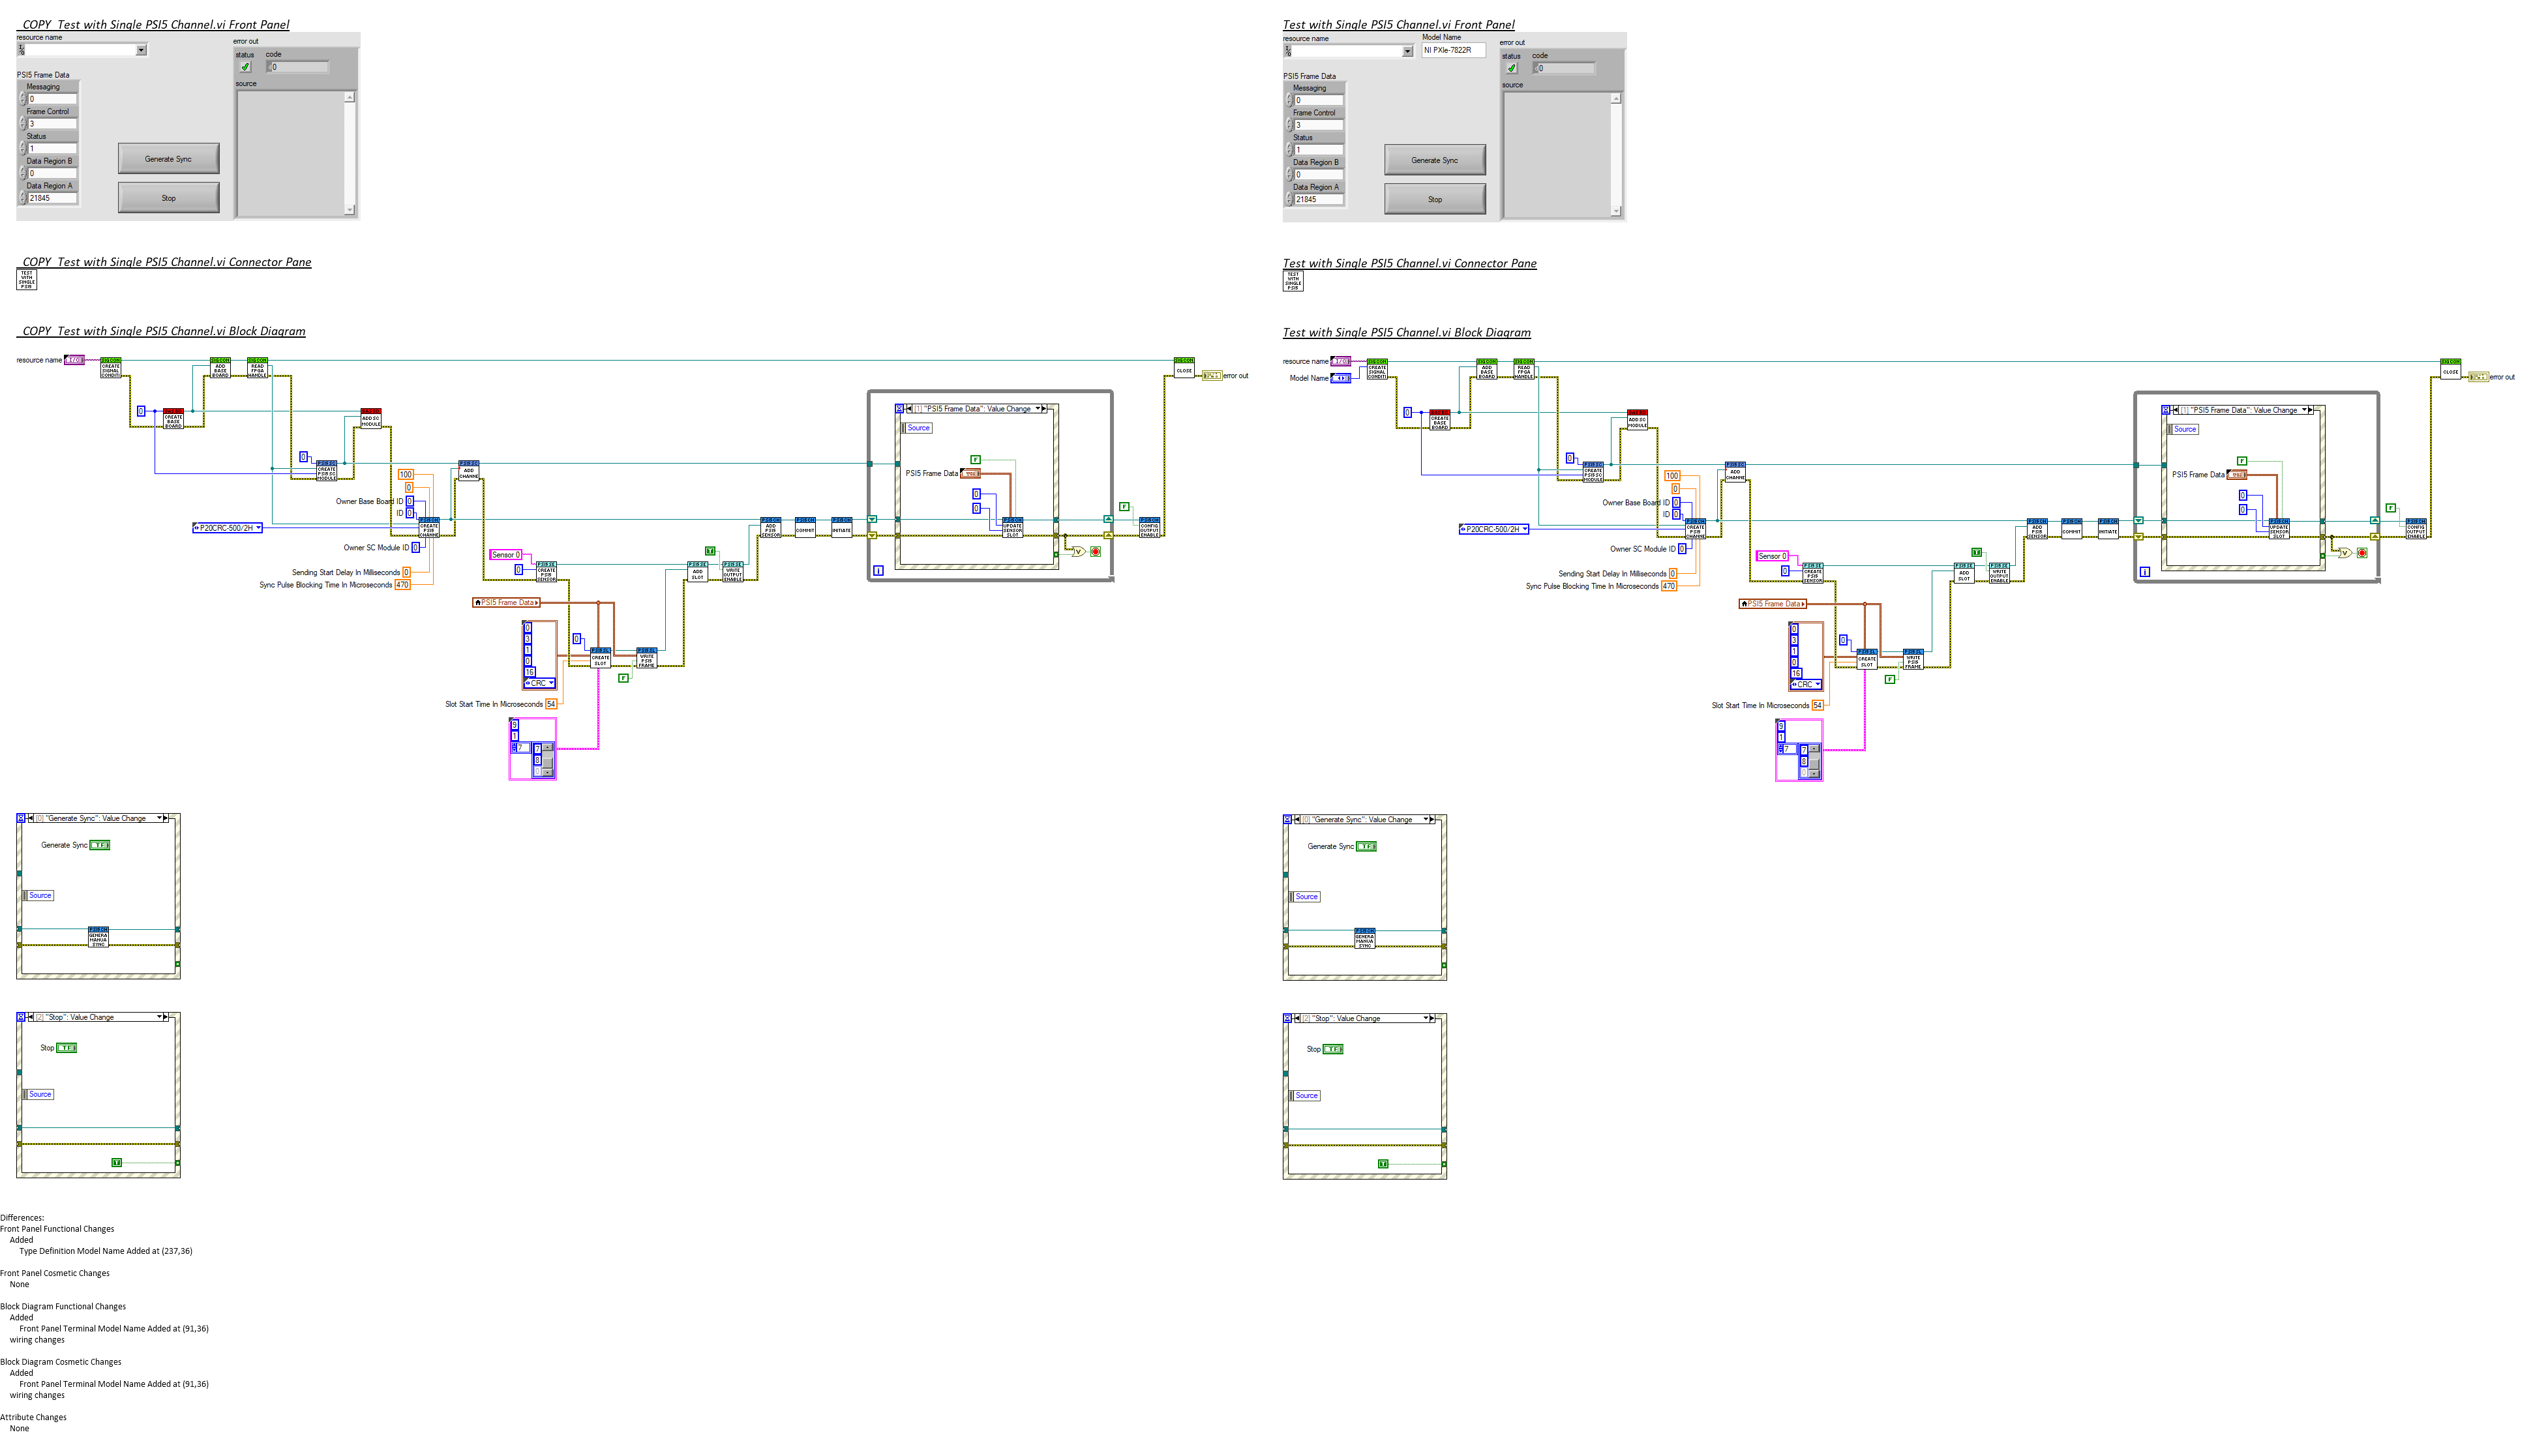 _COPY_Test with Single PSI5 Channel.vi Front Panel
resource name
error out
status
code
0
source
PSI5 Frame Data
Messaging
0
Frame Control
3
Status
1
Data Region B
0
Data Region A
21845
Generate Sync
Stop
_COPY_Test with Single PSI5 Channel.vi Connector Pane
TEST
WITH
SINGLE
PSI5
_COPY_Test with Single PSI5 Channel.vi Block Diagram
resource name
CREATE
SIGNAL
CONDITI
ADD
BASE
BOARD
READ
FPGA
HANDLE
CLOSE
error out
0
CREATE
BASE
BOARD
ADD SC
MODULE
[1] "PSI5 Frame Data": Value Change
Source
0
CREATE
PSI5 SC
MODULE
ADD
CHANNE
100
0
Owner Base Board ID 0
ID 0
P20CRC-500/2H
CREATE
PSI5
CHANNE
Owner SC Module ID 0
PSI5 Frame Data
F
0
0
UPDATE
SENSOR
SLOT
F
CONFIG
OUTPUT
ENABLE
ADD
SENSOR
COMMIT
INITIATE
Sensor 0
0
CREATE
PSI5
SENSOR
T
ADD
SLOT
WRITE
OUTPUT
ENABLE
i
Sending Start Delay In Milliseconds 0
Sync Pulse Blocking Time In Microseconds 470
PSI5 Frame Data
0
3
1
0
16
CRC
0
CREATE
SLOT
WRITE
PSI5
FRAME
F
Slot Start Time In Microseconds 54
9
1
7
7
8
0
[0] "Generate Sync": Value Change
Generate Sync
TF
Source
GENERA
MANUA
SYNC
[2] "Stop": Value Change
Stop
TF
Source
T
Differences:
Front Panel Functional Changes
Added
Type Definition Model Name Added at (237,36)
Front Panel Cosmetic Changes
None
Block Diagram Functional Changes
Added
Front Panel Terminal Model Name Added at (91,36)
wiring changes
Block Diagram Cosmetic Changes
Added
Front Panel Terminal Model Name Added at (91,36)
wiring changes
Attribute Changes
None
Test with Single PSI5 Channel.vi Front Panel
resource name
Model Name
NI PXIe-7822R
error out
status
code
0
source
PSI5 Frame Data
Messaging
0
Frame Control
3
Status
1
Data Region B
0
Data Region A
21845
Generate Sync
Stop
Test with Single PSI5 Channel.vi Connector Pane
TEST
WITH
SINGLE
PSI5
Test with Single PSI5 Channel.vi Block Diagram
resource name
Model Name
CREATE
SIGNAL
CONDITI
ADD
BASE
BOARD
READ
FPGA
HANDLE
CLOSE
error out
0
CREATE
BASE
BOARD
ADD SC
MODULE
[1] "PSI5 Frame Data": Value Change
Source
0
CREATE
PSI5 SC
MODULE
ADD
CHANNE
100
0
Owner Base Board ID 0
ID 0
P20CRC-500/2H
CREATE
PSI5
CHANNE
Owner SC Module ID 0
PSI5 Frame Data
F
0
0
UPDATE
SENSOR
SLOT
F
CONFIG
OUTPUT
ENABLE
ADD
SENSOR
COMMIT
INITIATE
Sensor 0
0
CREATE
PSI5
SENSOR
T
ADD
SLOT
WRITE
OUTPUT
ENABLE
i
Sending Start Delay In Milliseconds 0
Sync Pulse Blocking Time In Microseconds 470
PSI5 Frame Data
0
3
1
0
16
CRC
0
CREATE
SLOT
WRITE
PSI5
FRAME
F
Slot Start Time In Microseconds 54
9
1
7
7
8
0
[0] "Generate Sync": Value Change
Generate Sync
TF
Source
GENERA
MANUA
SYNC
[2] "Stop": Value Change
Stop
TF
Source
T